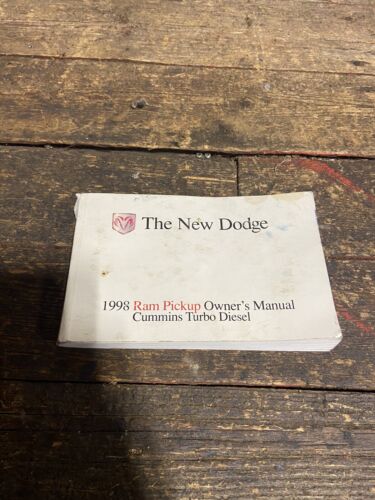 The New Dodge
1998 Ram Pickup Owner's Manual
Cummins Turbo Diesel